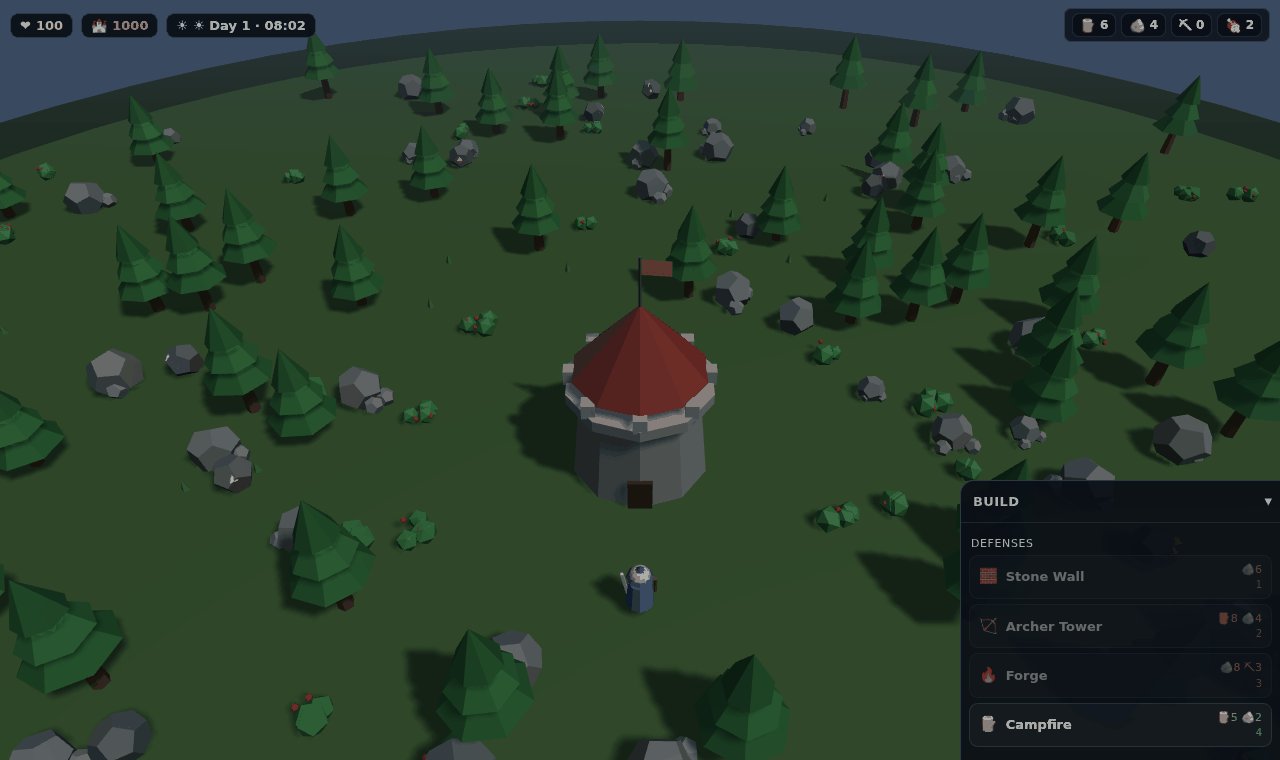 ❤ 100 🏰 1000 ☀ ☀ Day 1 · 08:02
🪵 6 🪨 4 ⛏ 0 🍖 2
BUILD ▼
DEFENSES
🧱 Stone Wall 🪨6
1
🏹 Archer Tower 🪵8 🪨4
2
🔥 Forge 🪨8 ⛏3
3
🪵 Campfire 🪵5 🪨2
4